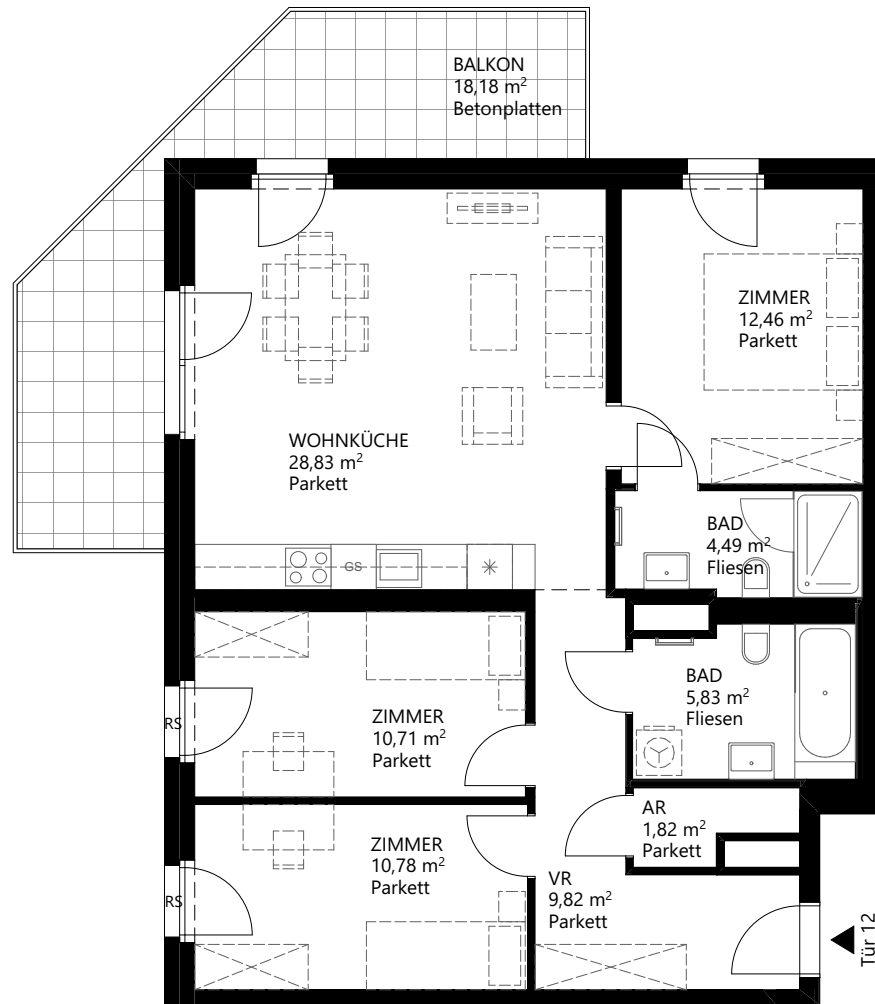 BALKON
18,18 m²
Betonplatten
ZIMMER
12,46 m²
Parkett
WOHNKÜCHE
28,83 m²
Parkett
BAD
4,49 m²
Fliesen
GS
BAD
5,83 m²
Fliesen
RS
ZIMMER
10,71 m²
Parkett
AR
1,82 m²
Parkett
ZIMMER
10,78 m²
Parkett
VR
9,82 m²
Parkett
RS
Tür 12